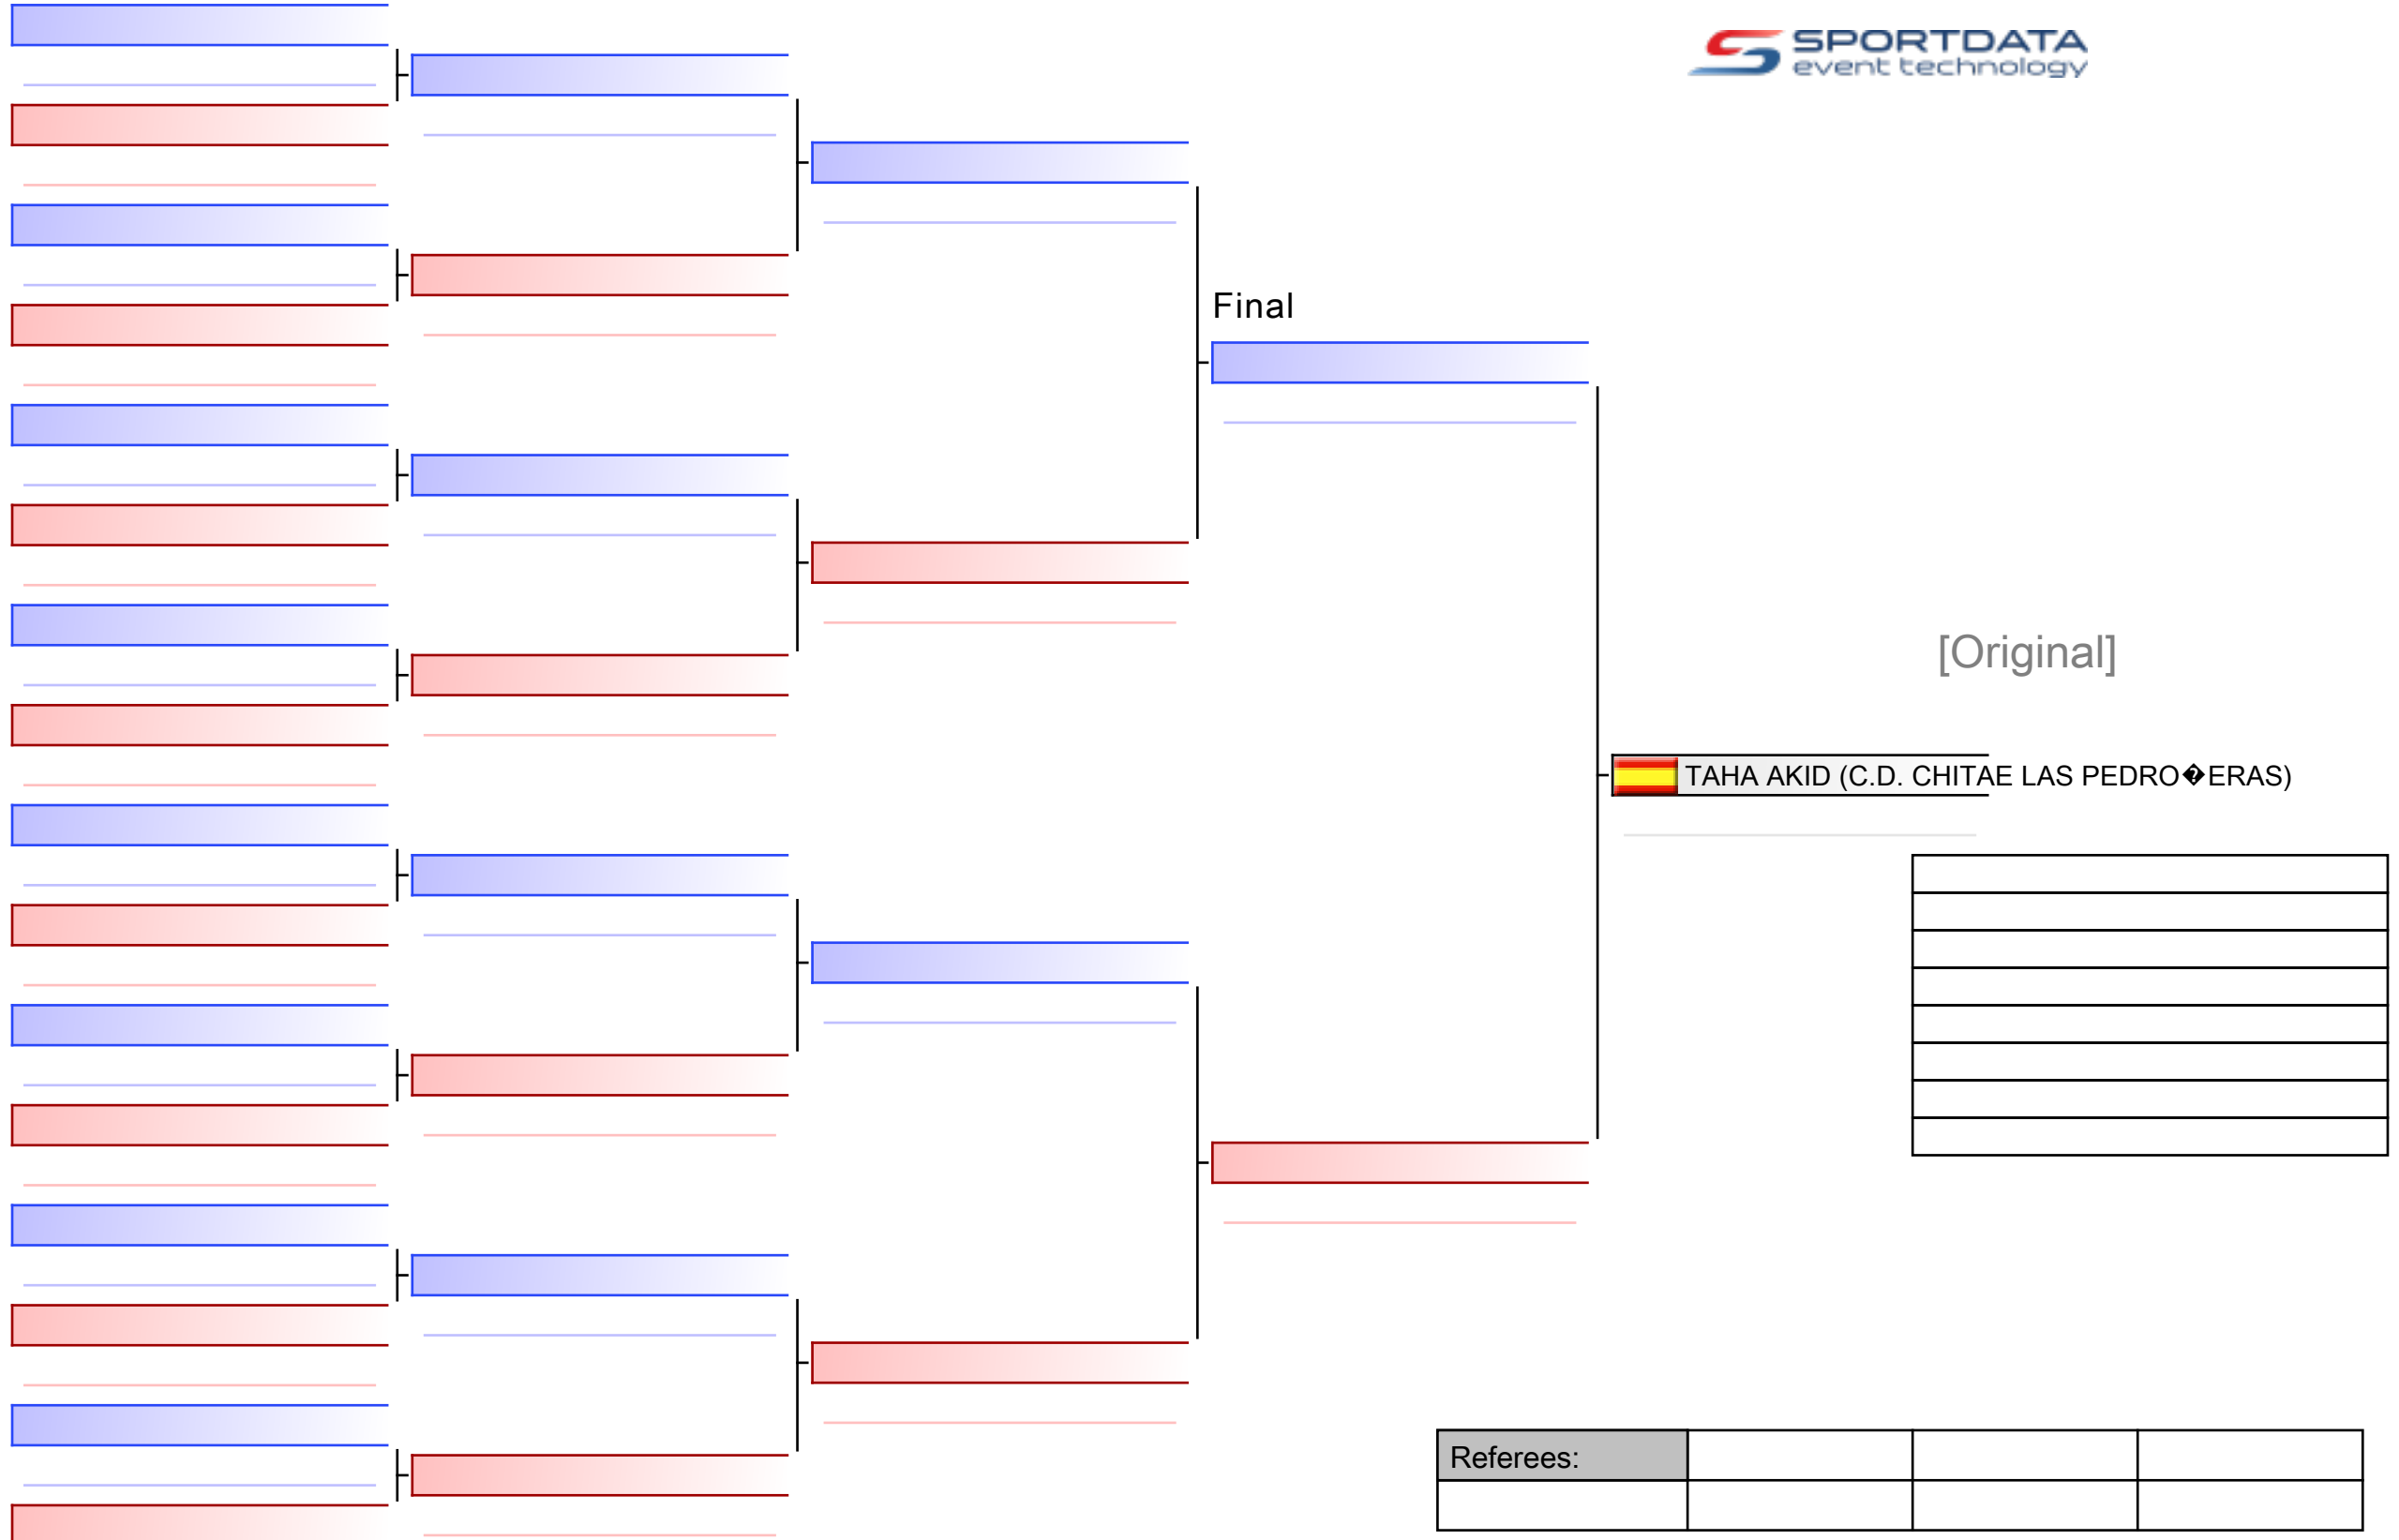 SPORTDATA
event technology
Final
[Original]
TAHA AKID (C.D. CHITAE LAS PEDRO�ERAS)
Referees: